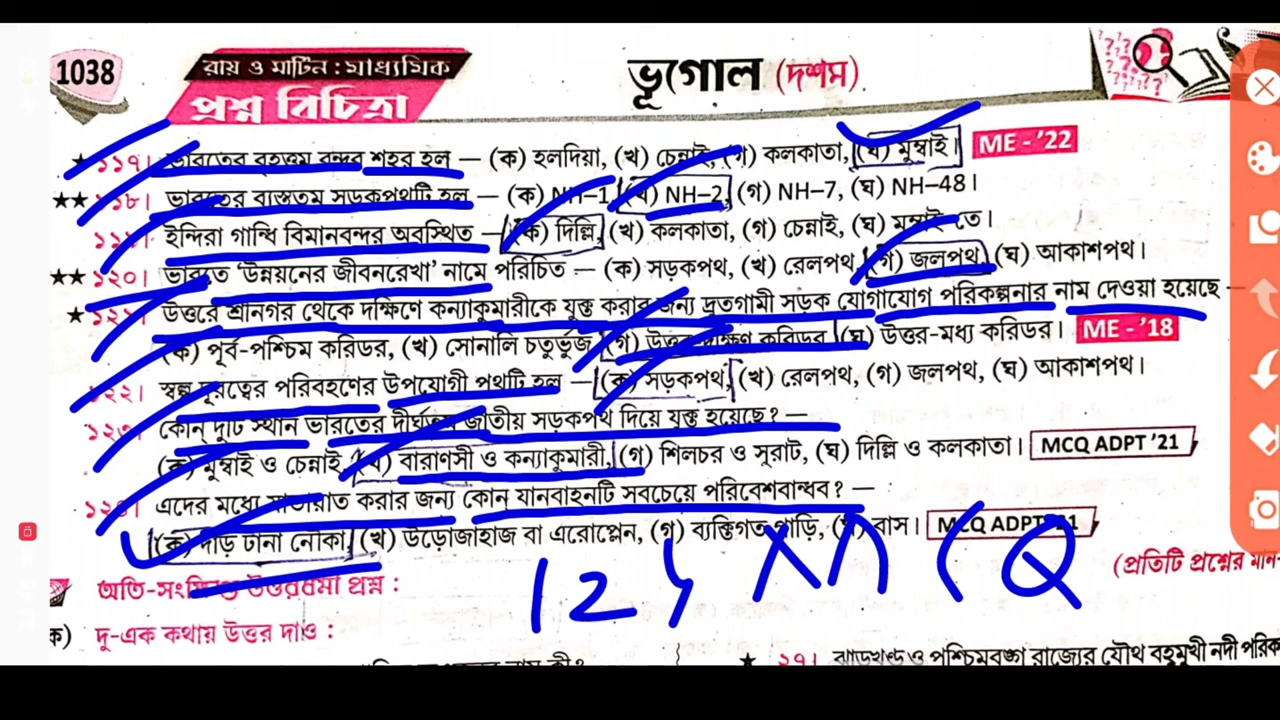 1038
রায় ও মার্টিন : মাধ্যমিক
প্রশ্ন বিচিত্রা
ভূগোল (দশম)
★ ১১৭। ভারতের বৃহত্তম বন্দর শহর হল — (ক) হলদিয়া, (খ) চেন্নাই, (গ) কলকাতা, (ঘ) মুম্বাই। ME - '22
★★ ১১৮। ভারতের ব্যস্ততম সড়কপথটি হল — (ক) NH–1, (খ) NH–2, (গ) NH–7, (ঘ) NH–48।
১১৯। ইন্দিরা গান্ধি বিমানবন্দর অবস্থিত — (ক) দিল্লি, (খ) কলকাতা, (গ) চেন্নাই, (ঘ) মুম্বাই-তে।
★★ ১২০। ভারতে 'উন্নয়নের জীবনরেখা' নামে পরিচিত — (ক) সড়কপথ, (খ) রেলপথ, (গ) জলপথ, (ঘ) আকাশপথ।
★ ১২১। উত্তরে শ্রীনগর থেকে দক্ষিণে কন্যাকুমারীকে যুক্ত করার জন্য দ্রুতগামী সড়ক যোগাযোগ পরিকল্পনার নাম দেওয়া হয়েছে —
(ক) পূর্ব-পশ্চিম করিডর, (খ) সোনালি চতুর্ভুজ, (গ) উত্তর-দক্ষিণ করিডর, (ঘ) উত্তর-মধ্য করিডর। ME - '18
১২২। স্বল্প দূরত্বের পরিবহণের উপযোগী পথটি হল — (ক) সড়কপথ, (খ) রেলপথ, (গ) জলপথ, (ঘ) আকাশপথ।
১২৩। কোন্ দুটি স্থান ভারতের দীর্ঘতম জাতীয় সড়কপথ দিয়ে যুক্ত হয়েছে? —
(ক) মুম্বাই ও চেন্নাই, (খ) বারাণসী ও কন্যাকুমারী, (গ) শিলচর ও সুরাট, (ঘ) দিল্লি ও কলকাতা। MCQ ADPT '21
১২৪। এদের মধ্যে যাতায়াত করার জন্য কোন্ যানবাহনটি সবচেয়ে পরিবেশবান্ধব? —
(ক) দাঁড় টানা নৌকা, (খ) উড়োজাহাজ বা এরোপ্লেন, (গ) ব্যক্তিগত গাড়ি, (ঘ) বাস। MCQ ADPT '21
অতি-সংক্ষিপ্ত উত্তরধর্মী প্রশ্ন : (প্রতিটি প্রশ্নের মান-
ক) দু-এক কথায় উত্তর দাও :
★ ২৭। ঝাড়খণ্ড ও পশ্চিমবঙ্গ রাজ্যের যৌথ বহুমুখী নদী পরিক